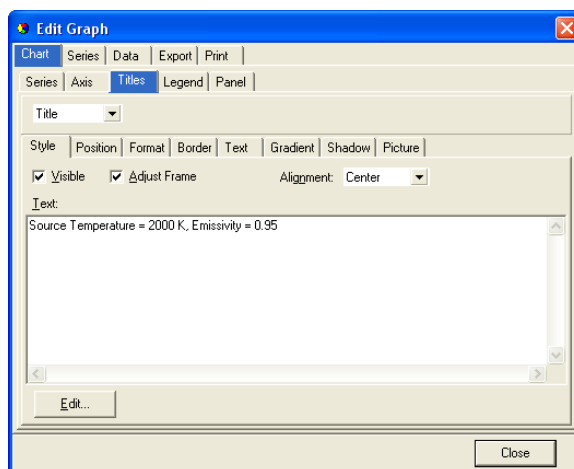 Edit Graph
Chart Series Data Export Print
Series Axis Titles Legend Panel
Title
Style Position Format Border Text Gradient Shadow Picture
Visible Adjust Frame Alignment: Center
Text:
Source Temperature = 2000 K, Emissivity = 0.95
Edit...
Close